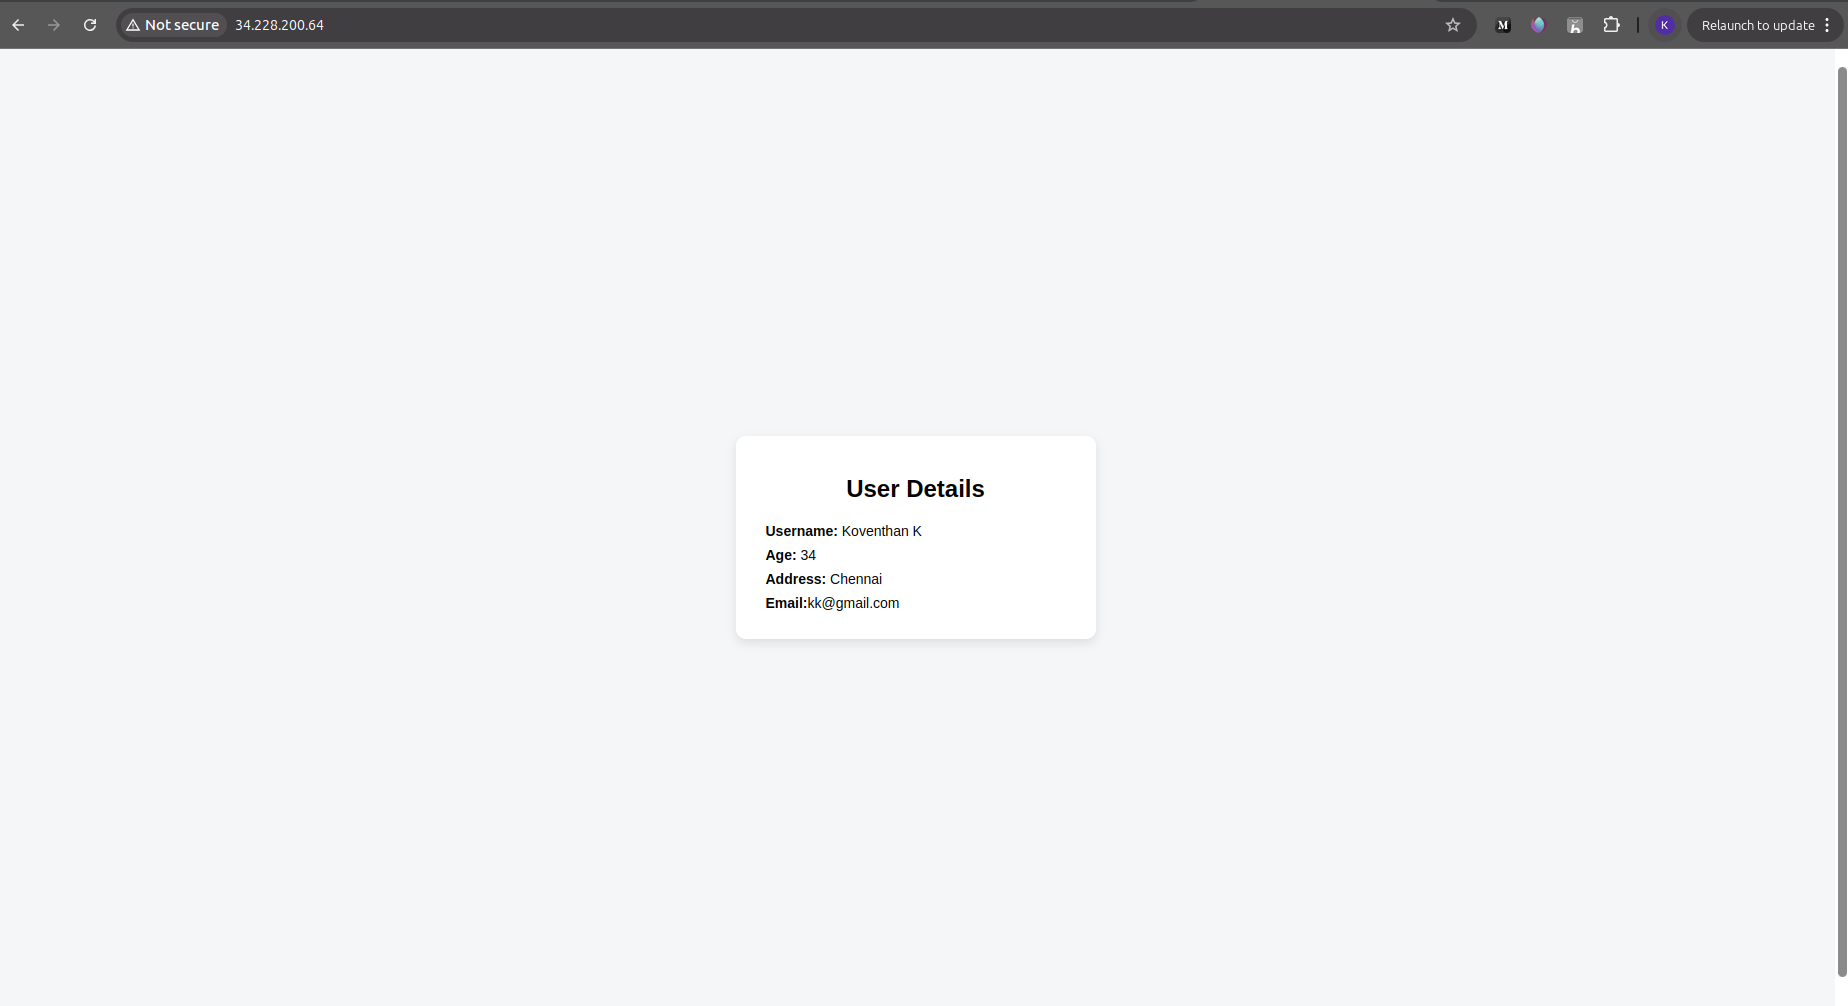 Not secure 34.228.200.64 M K Relaunch to update
User Details
Username: Koventhan K
Age: 34
Address: Chennai
Email:kk@gmail.com